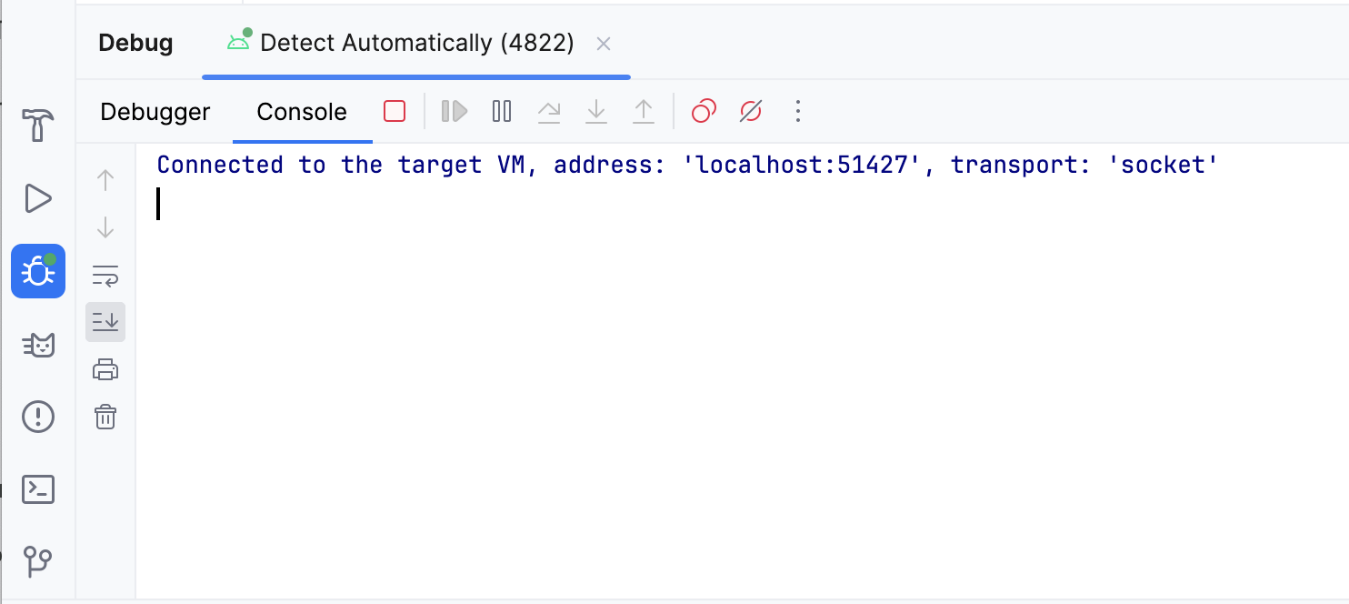 Debug
Detect Automatically (4822)
Debugger
Console
Connected to the target VM, address: 'localhost:51427', transport: 'socket'